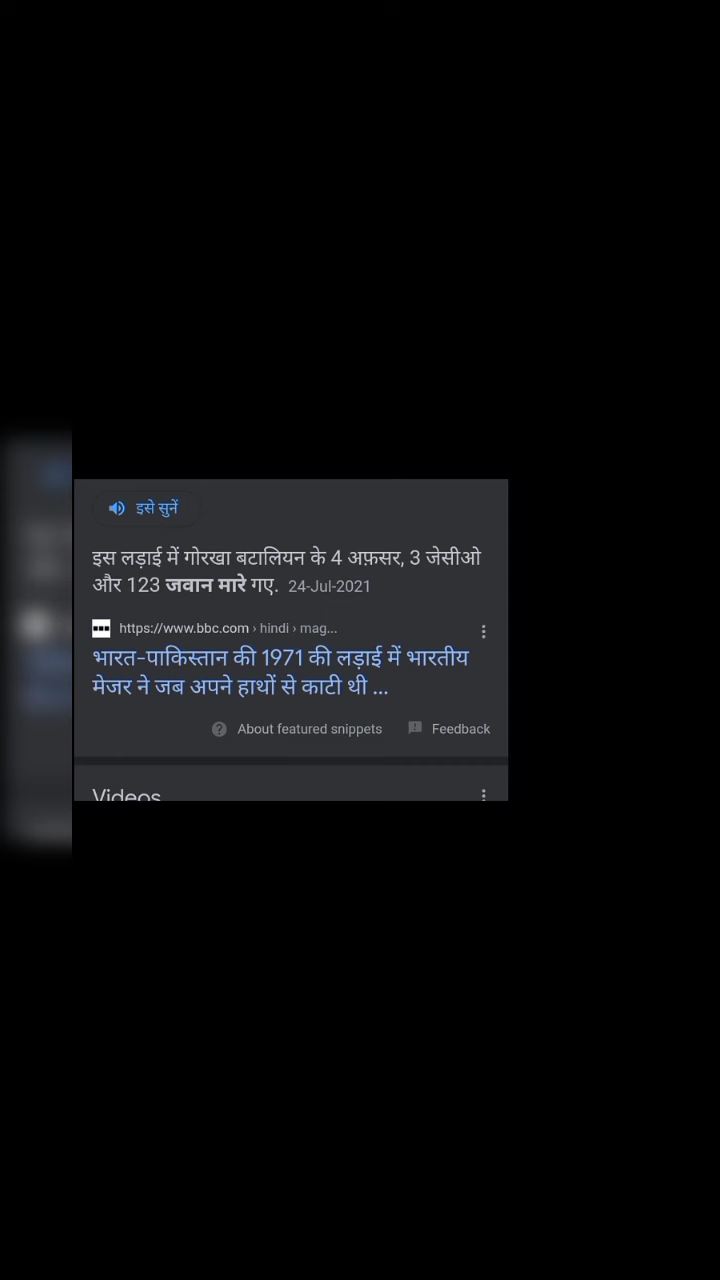 इसे सुनें
इस लड़ाई में गोरखा बटालियन के 4 अफ़सर, 3 जेसीओ
और 123 जवान मारे गए. 24-Jul-2021
https://www.bbc.com › hindi › mag...
भारत-पाकिस्तान की 1971 की लड़ाई में भारतीय
मेजर ने जब अपने हाथों से काटी थी ...
About featured snippets Feedback
Videos